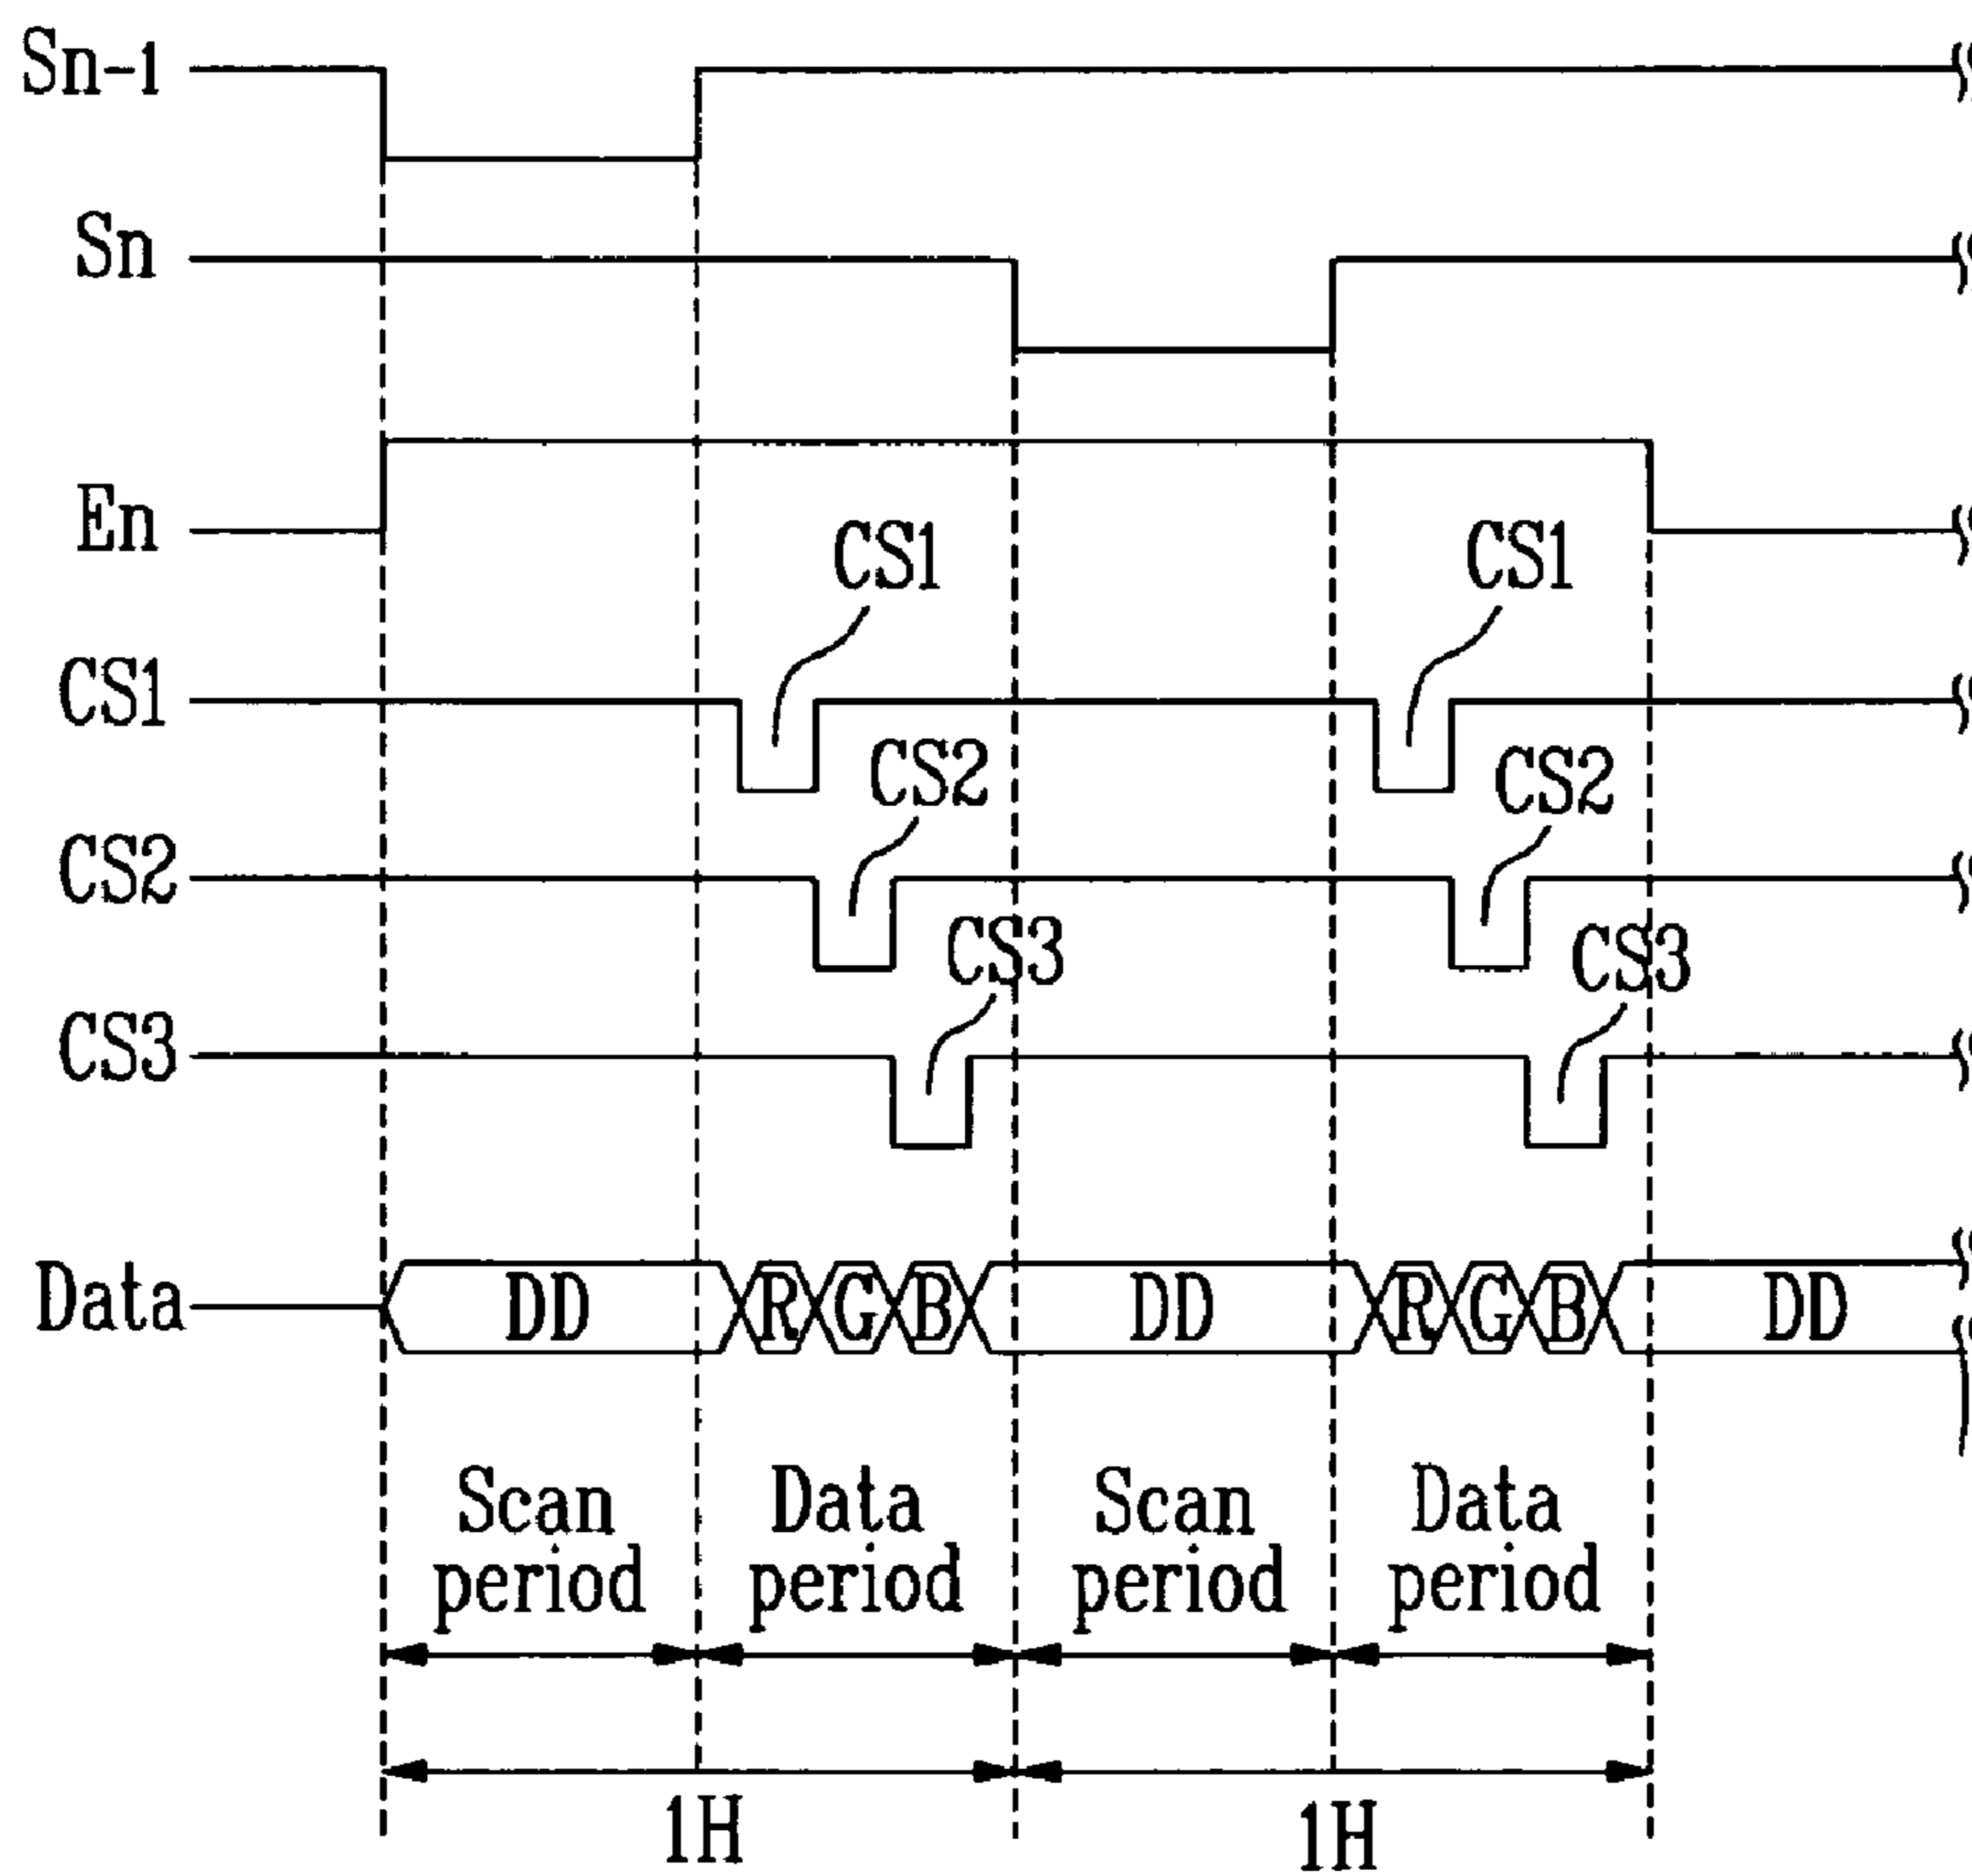 Sn-1
Sn
En
CS1 CS1
CS1
CS2 CS2
CS2
CS3 CS3
CS3
Data DD R G B DD R G B DD
Scan period Data period Scan period Data period
1H 1H